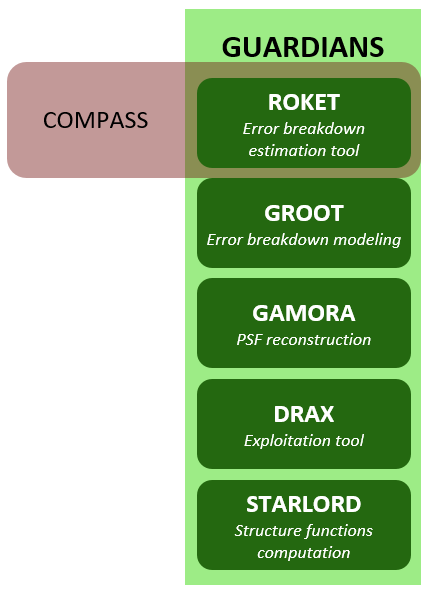 GUARDIANS
COMPASS
ROKET
Error breakdown
estimation tool
GROOT
Error breakdown modeling
GAMORA
PSF reconstruction
DRAX
Exploitation tool
STARLORD
Structure functions
computation